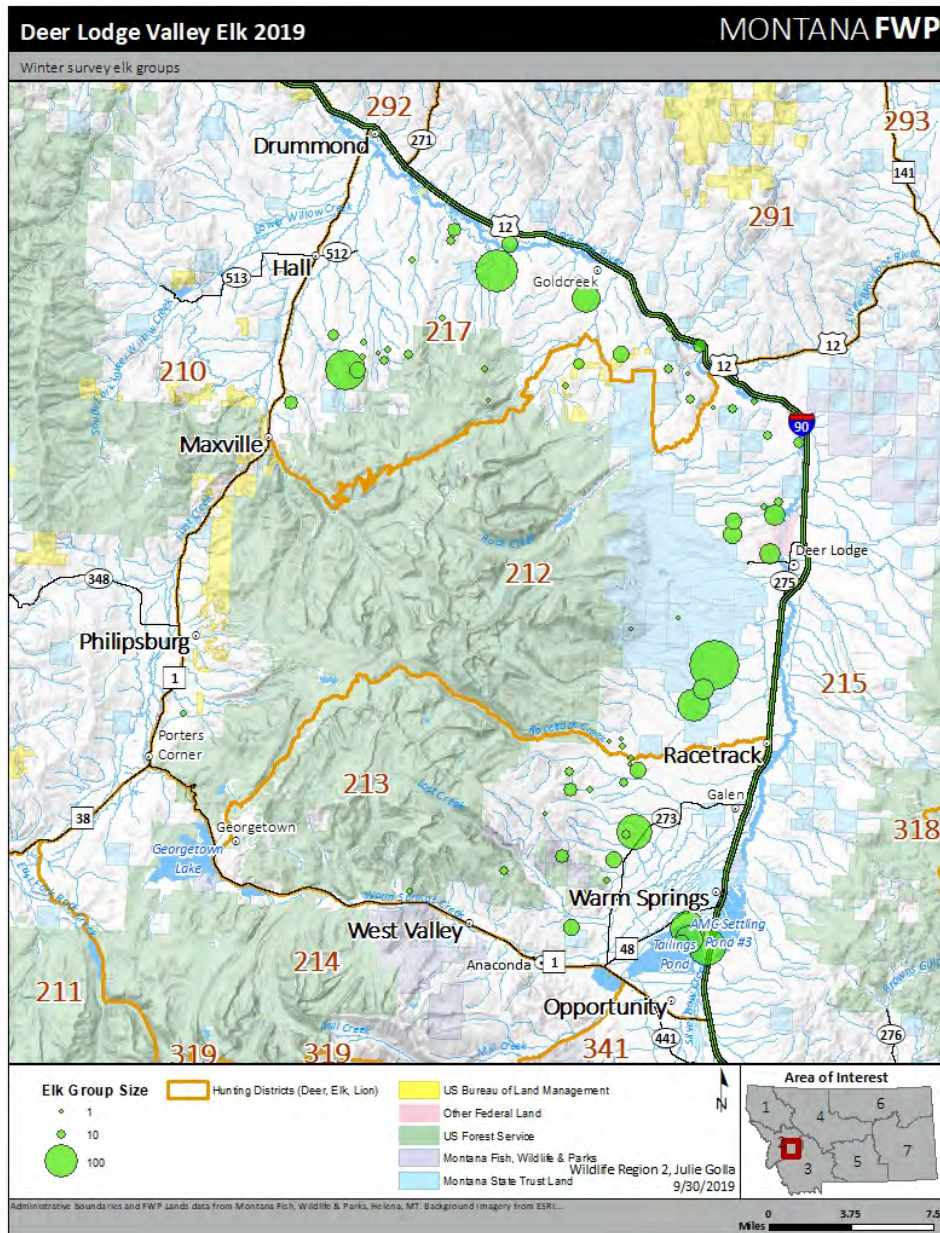 Deer Lodge Valley Elk 2019
MONTANA FWP
Winter survey elk groups
292
293
Drummond
271
141
291
12
Lower Willow Creek
Hall
512
513
Goldcreek
217
12
12
210
90
Maxville
Flint Creek
Rock Creek
Deer Lodge
348
212
275
Philipsburg
1
215
Porters
Corner
Racetrack Creek
Racetrack
213
Lost Creek
Galen
38
273
318
Georgetown
Georgetown
Lake
Warm Springs
West Valley
AMC Settling
Pond #3
Tailings
Pond
48
214
Anaconda
1
211
Opportunity
Mill Creek
Mill Creek
276
319
319
341
441
Elk Group Size
1
10
100
Hunting Districts (Deer, Elk, Lion)
US Bureau of Land Management
Other Federal Land
US Forest Service
Montana Fish, Wildlife & Parks
Montana State Trust Land
N
Wildlife Region 2, Julie Golla
9/30/2019
Area of Interest
1
4
6
2
3
5
7
Administrative boundaries and FWP Lands data from Montana Fish, Wildlife & Parks, Helena, MT. Background imagery from ESRI...
0 3.75 7.5
Miles